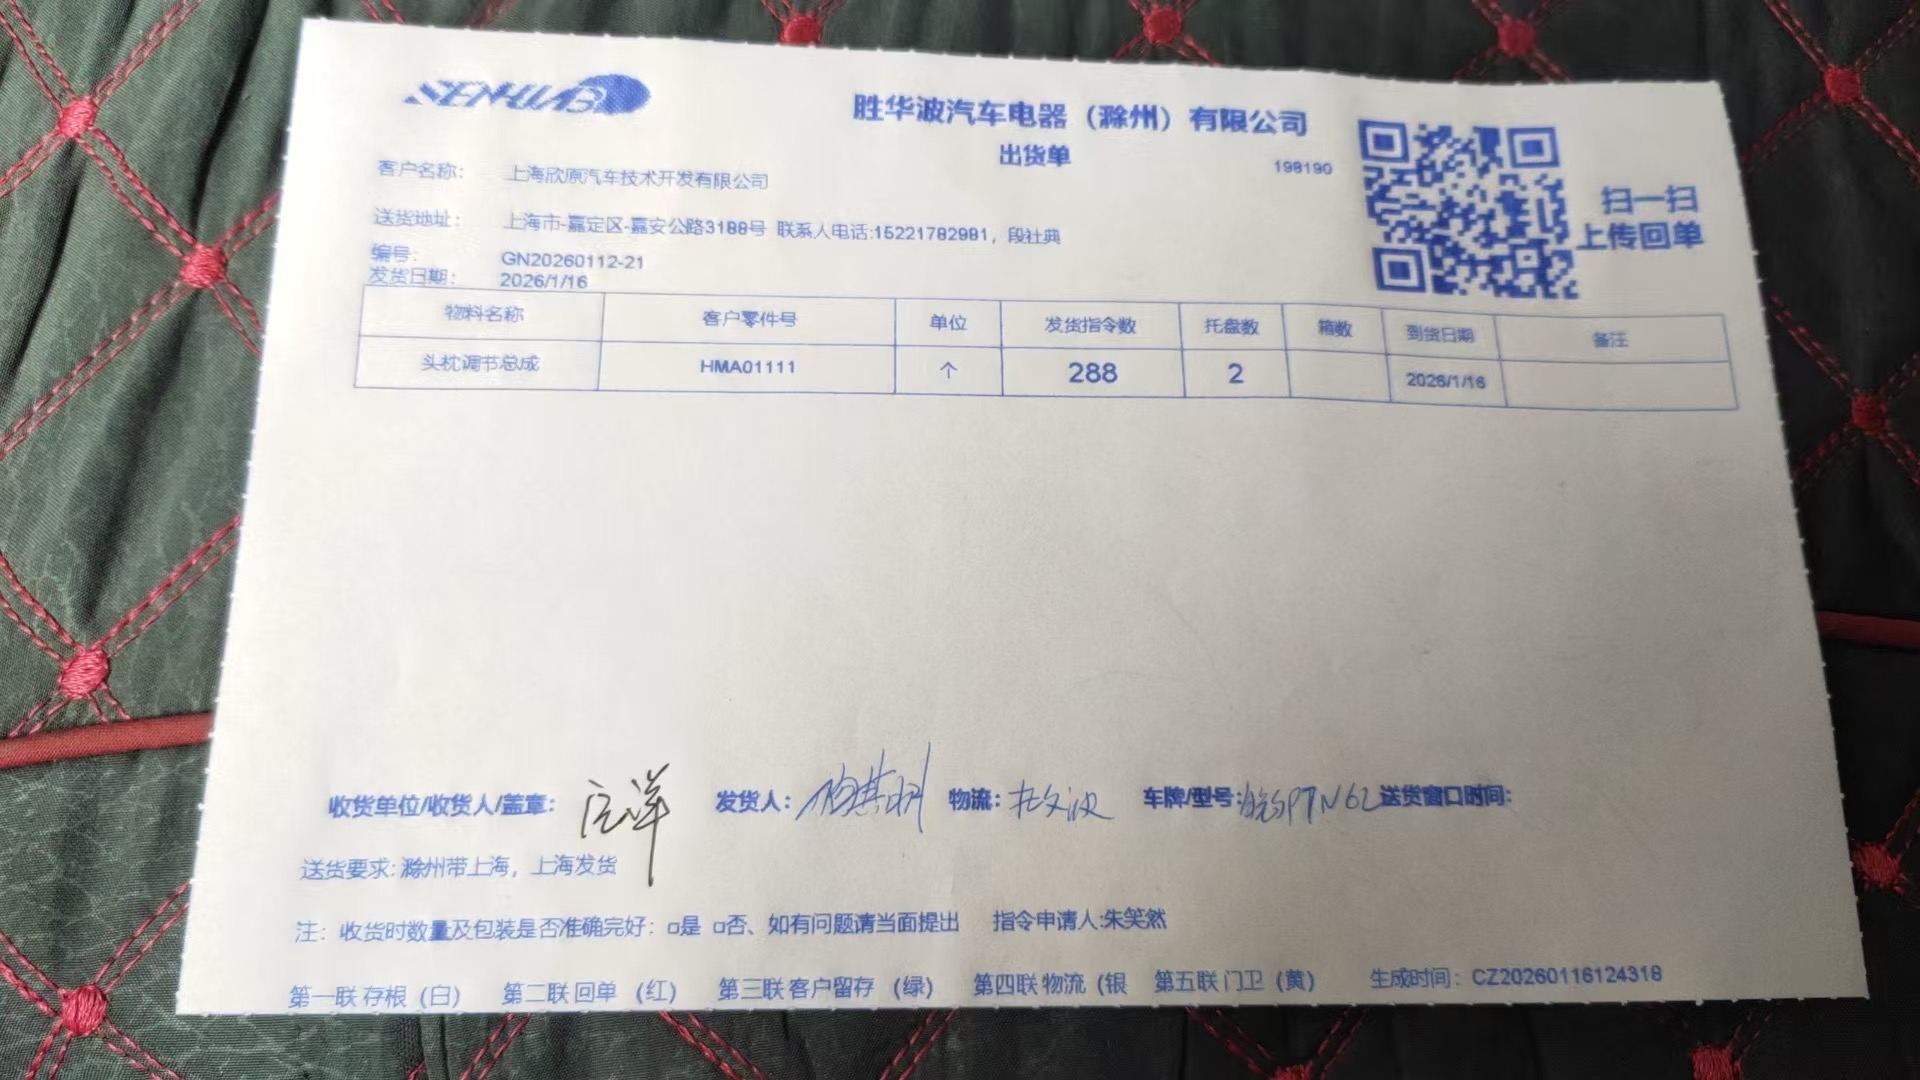 SENHUB
胜华波汽车电器（滁州）有限公司
出货单
198190
扫一扫
上传回单
客户名称： 上海欣原汽车技术开发有限公司
送货地址： 上海市-嘉定区-嘉安公路3188号 联系人电话:15221782981，段社典
编号： GN20260112-21
发货日期： 2026/1/16
物料名称 客户零件号 单位 发货指令数 托盘数 箱数 到货日期 备注
头枕调节总成 HMA01111 个 288 2 2026/1/16
收货单位/收货人/盖章： 发货人： 物流： 车牌/型号： 送货窗口时间：
送货要求: 滁州带上海，上海发货
注： 收货时数量及包装是否准确完好：□是 □否、如有问题请当面提出 指令申请人:朱笑然
第一联 存根（白） 第二联 回单 （红） 第三联 客户留存 （绿） 第四联 物流（银 第五联 门卫（黄） 生成时间： CZ20260116124318